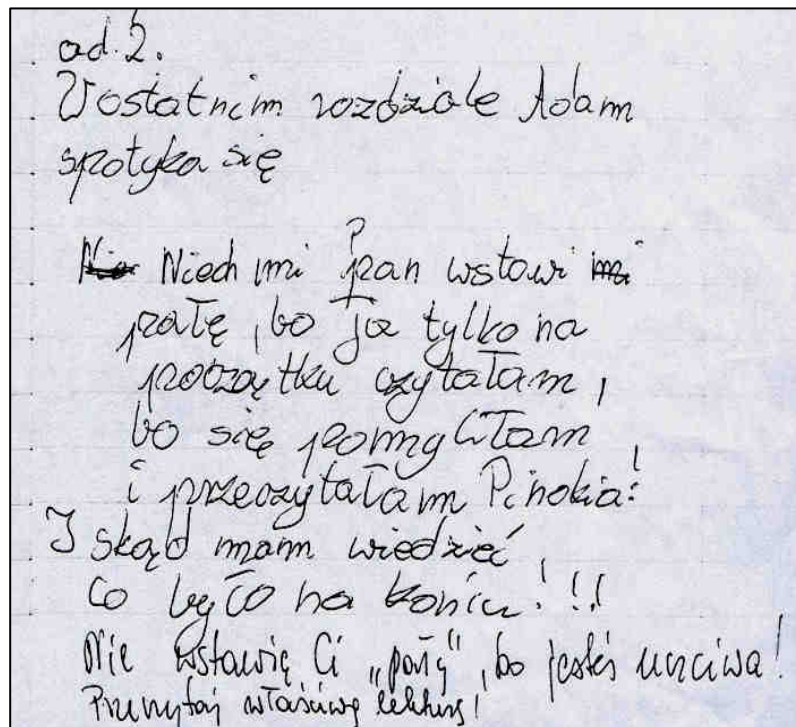 ad. 2.
W ostatnim rozdziale Adam
spotyka się
Niech mi Pan wstawi
pałę, bo ja tylko na
początku czytałam,
bo się pomyliłam,
i przeczytałam Pinokia!
I skąd mam wiedzieć,
co było na końcu!!!
Nie wstawię Ci „pały", bo jesteś uczciwa!
Przeczytaj właściwą lekturę!